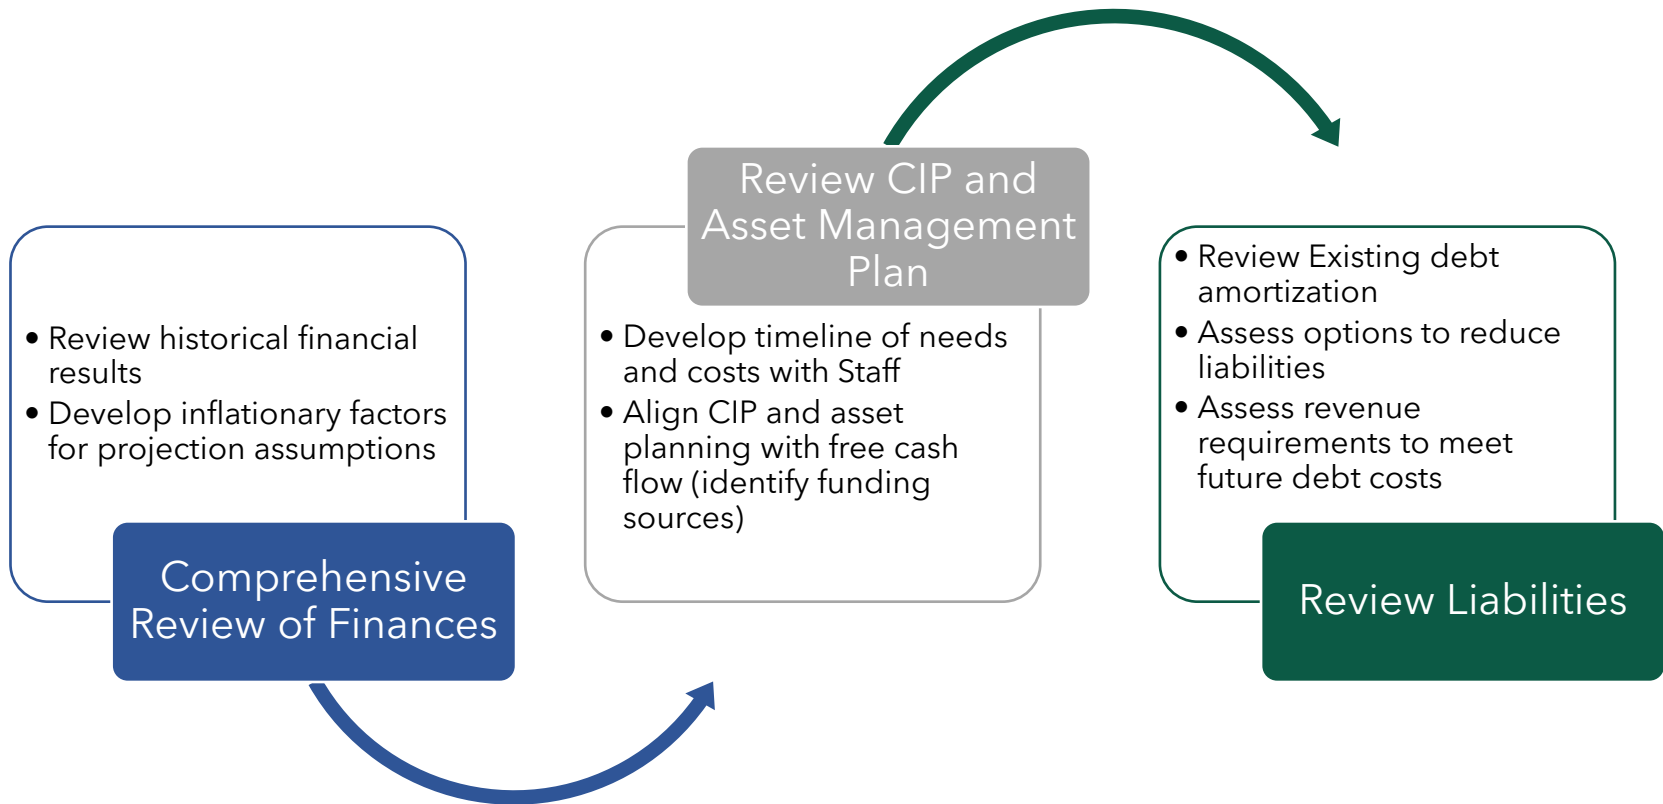 • Review historical financial
results
• Develop inflationary factors
for projection assumptions
Comprehensive
Review of Finances
Review CIP and
Asset Management
Plan
• Develop timeline of needs
and costs with Staff
• Align CIP and asset
planning with free cash
flow (identify funding
sources)
• Review Existing debt
amortization
• Assess options to reduce
liabilities
• Assess revenue
requirements to meet
future debt costs
Review Liabilities